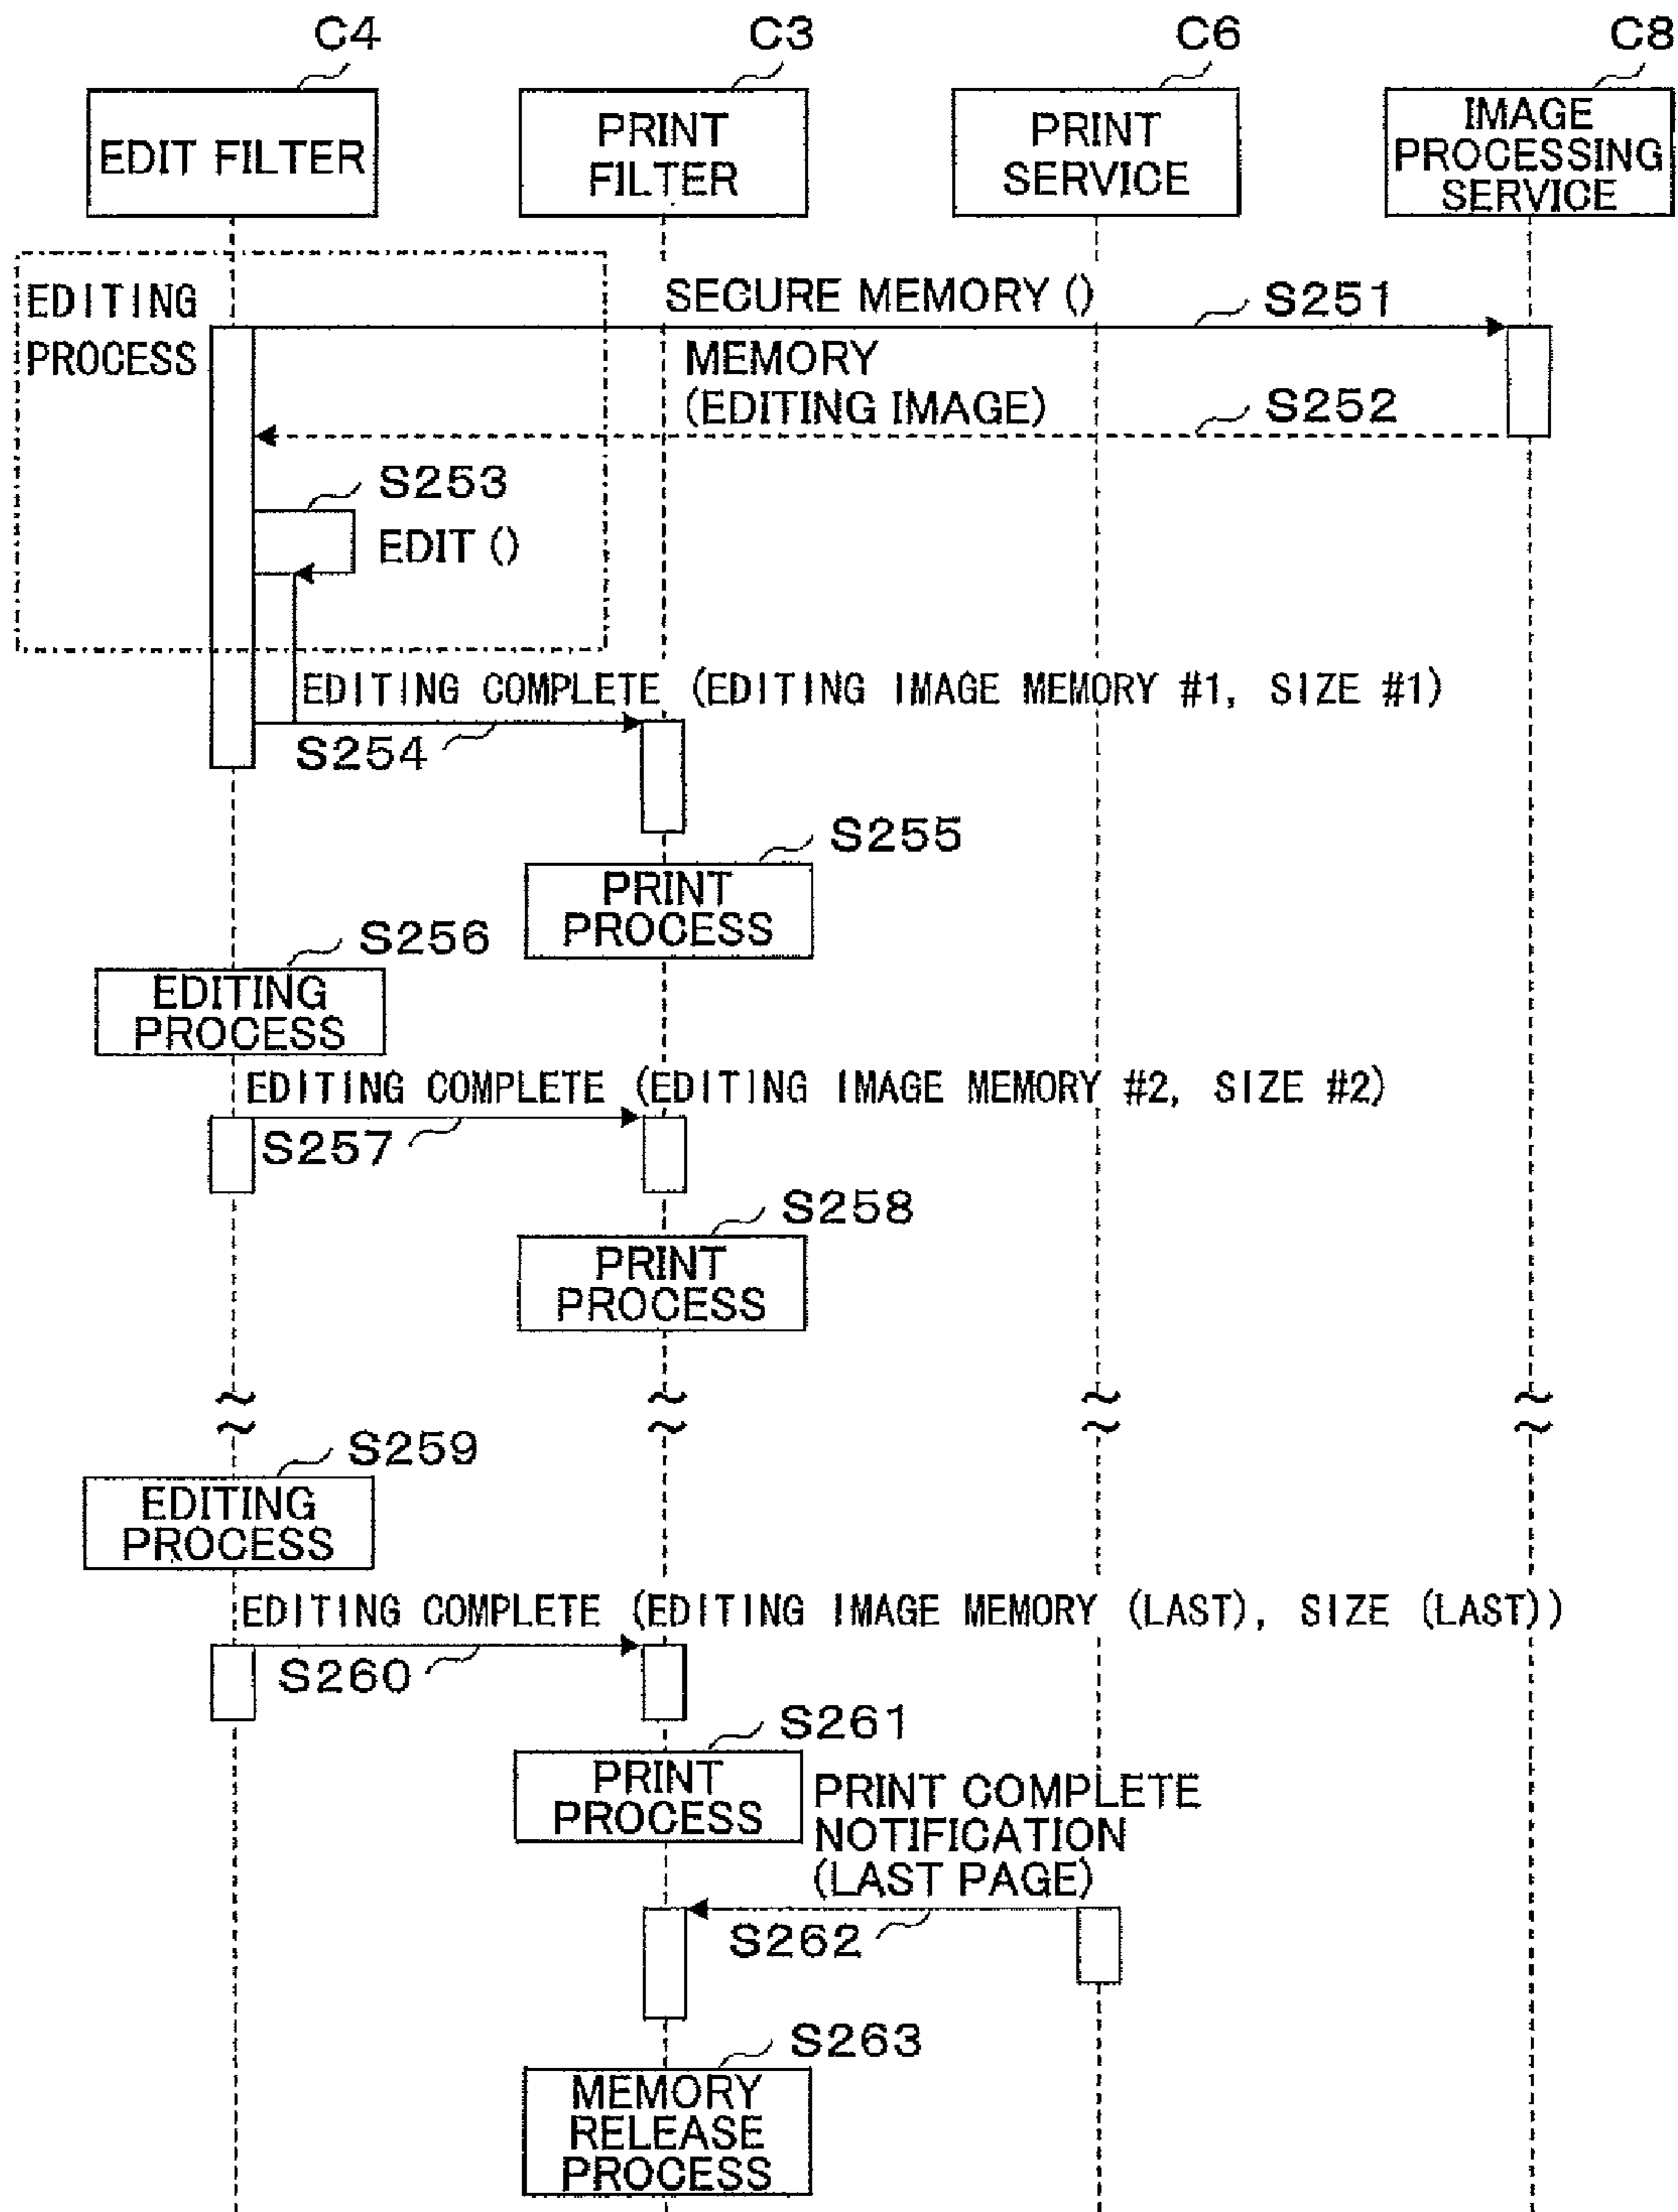 C4
C3
C6
C8
EDIT FILTER
PRINT
FILTER
PRINT
SERVICE
IMAGE
PROCESSING
SERVICE
EDITING
PROCESS
SECURE MEMORY ()
S251
MEMORY
(EDITING IMAGE)
S252
S253
EDIT ()
EDITING COMPLETE (EDITING IMAGE MEMORY #1, SIZE #1)
S254
S255
PRINT
PROCESS
S256
EDITING
PROCESS
EDITING COMPLETE (EDITING IMAGE MEMORY #2, SIZE #2)
S257
S258
PRINT
PROCESS
S259
EDITING
PROCESS
EDITING COMPLETE (EDITING IMAGE MEMORY (LAST), SIZE (LAST))
S260
S261
PRINT
PROCESS
PRINT COMPLETE
NOTIFICATION
(LAST PAGE)
S262
S263
MEMORY
RELEASE
PROCESS